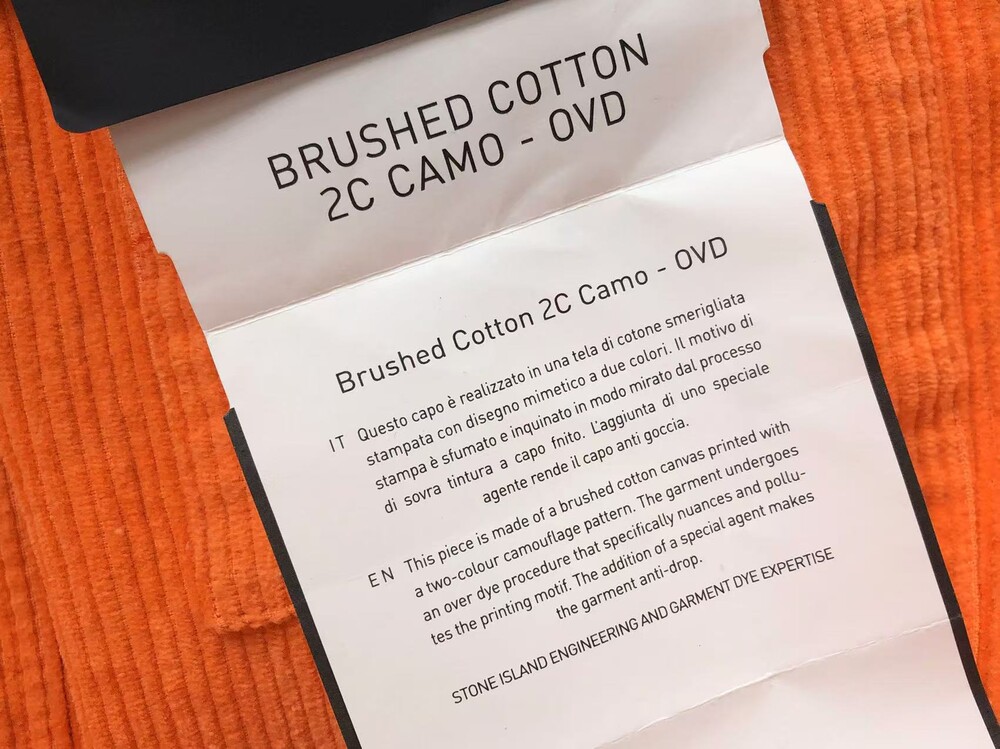 BRUSHED COTTON
2C CAMO - OVD
Brushed Cotton 2C Camo - OVD
IT Questo capo è realizzato in una tela di cotone smerigliata
stampata con disegno mimetico a due colori. Il motivo di
stampa è sfumato e inquinato in modo mirato dal processo
di sovra tintura a capo fnito. L'aggiunta di uno speciale
agente rende il capo anti goccia.
EN This piece is made of a brushed cotton canvas printed with
a two-colour camouflage pattern. The garment undergoes
an over dye procedure that specifically nuances and pollu-
tes the printing motif. The addition of a special agent makes
the garment anti-drop.
STONE ISLAND ENGINEERING AND GARMENT DYE EXPERTISE